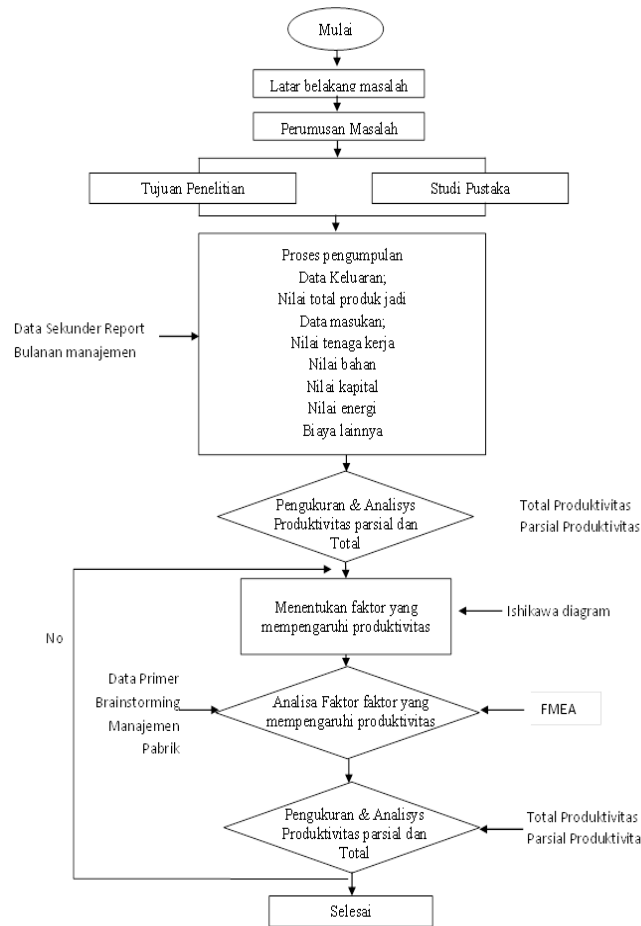 Mulai
Latar belakang masalah
Perumusan Masalah
Tujuan Penelitian
Studi Pustaka
Proses pengumpulan
Data Keluaran;
Nilai total produk jadi
Data masukan;
Nilai tenaga kerja
Nilai bahan
Nilai kapital
Nilai energi
Biaya lainnya
Data Sekunder Report
Bulanan manajemen
Pengukuran & Analisys
Produktivitas parsial dan
Total
Total Produktivitas
Parsial Produktivitas
Menentukan faktor yang
mempengaruhi produktivitas
Ishikawa diagram
No
Data Primer
Brainstorming
Manajemen
Pabrik
Analisa Faktor faktor yang
mempengaruhi produktivitas
FMEA
Pengukuran & Analisys
Produktivitas parsial dan
Total
Total Produktivitas
Parsial Produktivita
Selesai